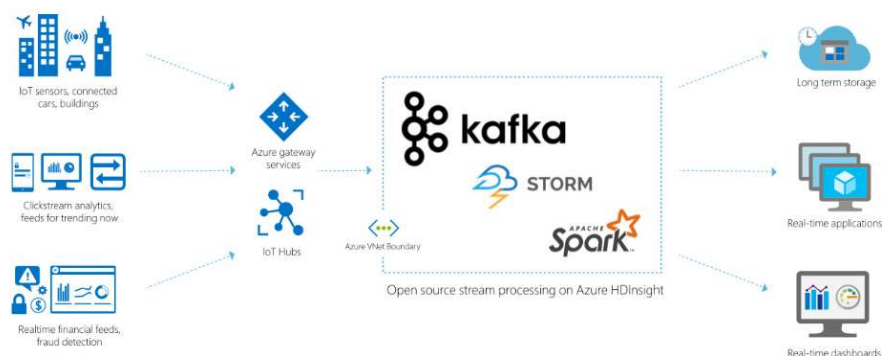 IoT sensors, connected
cars, buildings
Clickstream analytics,
feeds for trending now
Realtime financial feeds,
fraud detection
Azure gateway
services
IoT Hubs
Azure VNet Boundary
kafka
STORM
APACHE
Spark
Open source stream processing on Azure HDInsight
Long term storage
Real-time applications
Real-time dashboards